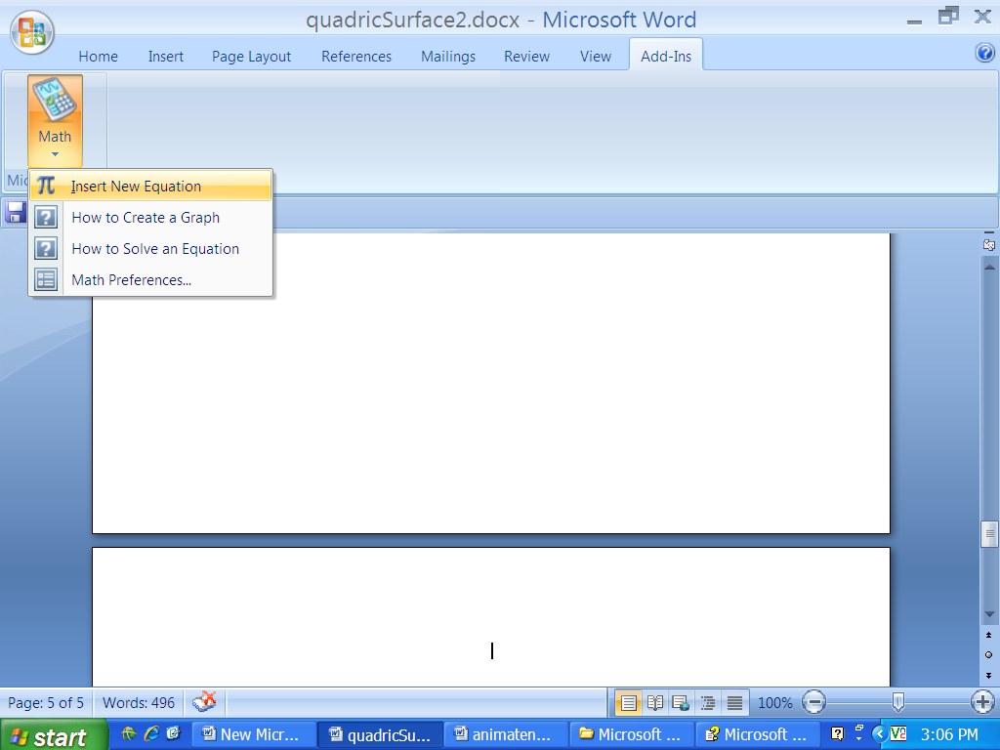 quadricSurface2.docx - Microsoft Word
Home Insert Page Layout References Mailings Review View Add-Ins
Math
Mic
π Insert New Equation
How to Create a Graph
How to Solve an Equation
Math Preferences...
Page: 5 of 5 Words: 496 100%
start New Micr... quadricSu... animaten... Microsoft ... Microsoft ... 3:06 PM